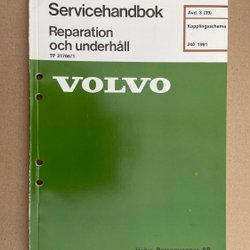 Servicehandbok
Reparation
och underhåll
TP 31766/1
Avd. 3 (39)
Kopplingsschema
240 1991
VOLVO